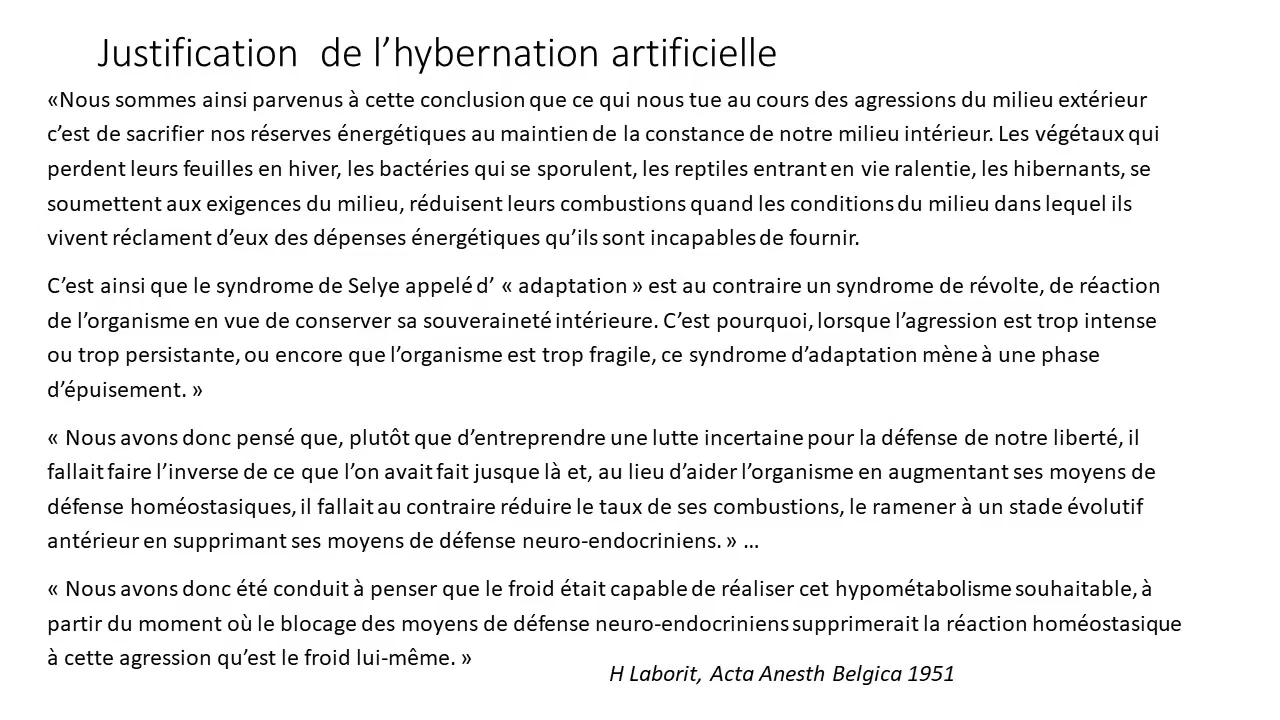 Justification  de l’hybernation artificielle
«Nous sommes ainsi parvenus à cette conclusion que ce qui nous tue au cours des agressions du milieu extérieur
c’est de sacrifier nos réserves énergétiques au maintien de la constance de notre milieu intérieur. Les végétaux qui
perdent leurs feuilles en hiver, les bactéries qui se sporulent, les reptiles entrant en vie ralentie, les hibernants, se
soumettent aux exigences du milieu, réduisent leurs combustions quand les conditions du milieu dans lequel ils
vivent réclament d’eux des dépenses énergétiques qu’ils sont incapables de fournir.
C’est ainsi que le syndrome de Selye appelé d’ « adaptation » est au contraire un syndrome de révolte, de réaction
de l’organisme en vue de conserver sa souveraineté intérieure. C’est pourquoi, lorsque l’agression est trop intense
ou trop persistante, ou encore que l’organisme est trop fragile, ce syndrome d’adaptation mène à une phase
d’épuisement. »
« Nous avons donc pensé que, plutôt que d’entreprendre une lutte incertaine pour la défense de notre liberté, il
fallait faire l’inverse de ce que l’on avait fait jusque là et, au lieu d’aider l’organisme en augmentant ses moyens de
défense homéostasiques, il fallait au contraire réduire le taux de ses combustions, le ramener à un stade évolutif
antérieur en supprimant ses moyens de défense neuro-endocriniens. » …
« Nous avons donc été conduit à penser que le froid était capable de réaliser cet hypométabolisme souhaitable, à
partir du moment où le blocage des moyens de défense neuro-endocriniens supprimerait la réaction homéostasique
à cette agression qu’est le froid lui-même. »
H Laborit, Acta Anesth Belgica 1951